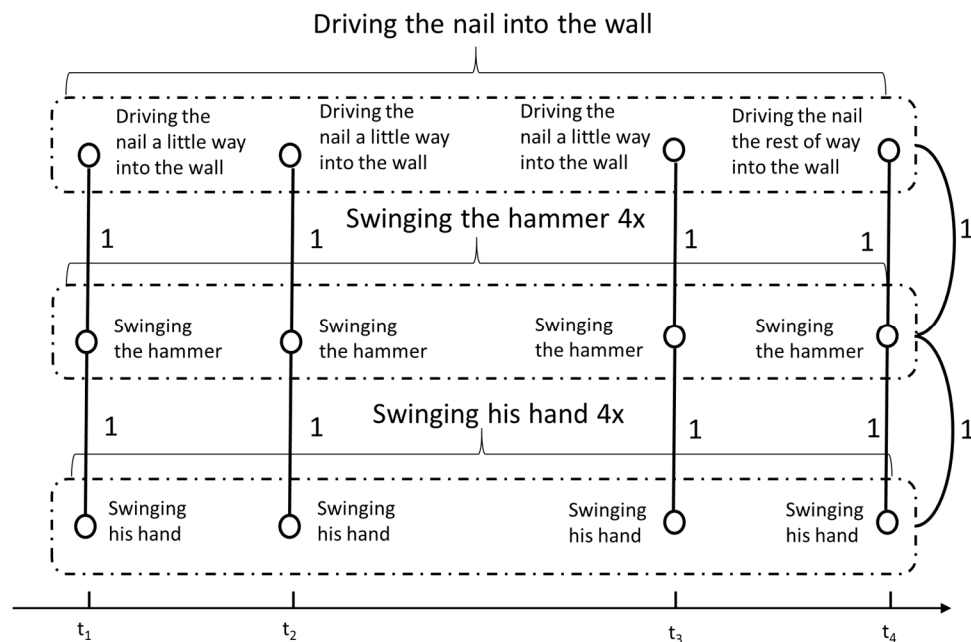 Driving the nail into the wall
Driving the
nail a little way
into the wall
Driving the
nail a little way
into the wall
Driving the
nail a little way
into the wall
Driving the nail
the rest of way
into the wall
Swinging the hammer 4x
1
1
1
1
1
Swinging
the hammer
Swinging
the hammer
Swinging
the hammer
Swinging
the hammer
Swinging his hand 4x
1
1
1
1
1
Swinging
his hand
Swinging
his hand
Swinging
his hand
Swinging
his hand
t₁
t₂
t₃
t₄